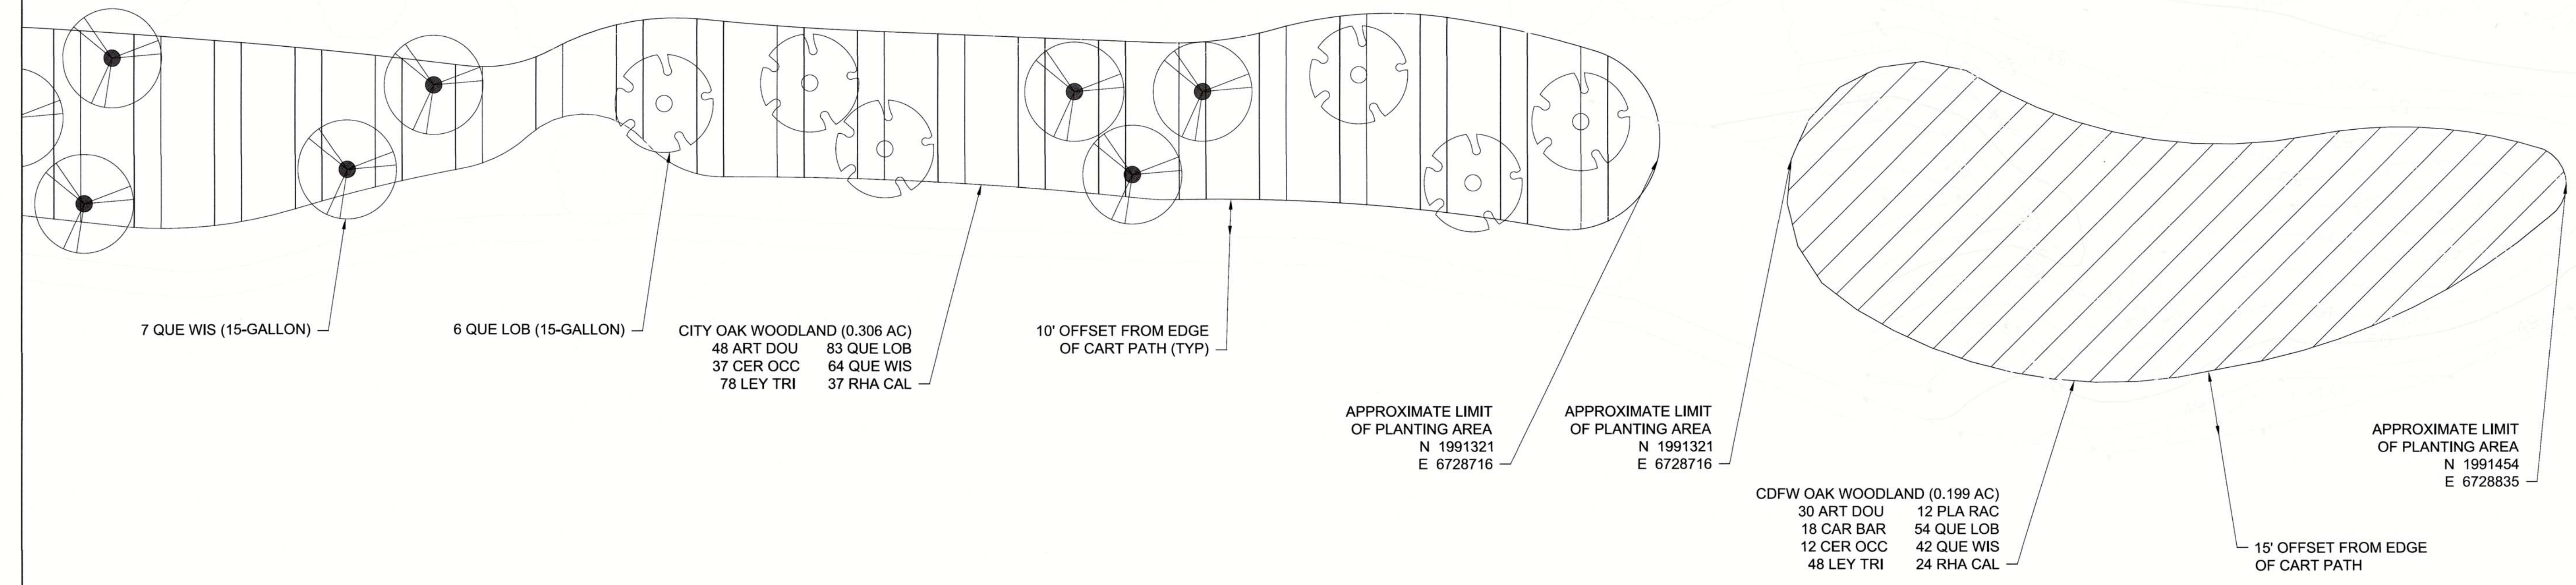 7 QUE WIS (15-GALLON)
6 QUE LOB (15-GALLON)
CITY OAK WOODLAND (0.306 AC)
48 ART DOU 83 QUE LOB
37 CER OCC 64 QUE WIS
78 LEY TRI 37 RHA CAL
10' OFFSET FROM EDGE
OF CART PATH (TYP)
APPROXIMATE LIMIT
OF PLANTING AREA
N 1991321
E 6728716
APPROXIMATE LIMIT
OF PLANTING AREA
N 1991321
E 6728716
CDFW OAK WOODLAND (0.199 AC)
30 ART DOU 12 PLA RAC
18 CAR BAR 54 QUE LOB
12 CER OCC 42 QUE WIS
48 LEY TRI 24 RHA CAL
15' OFFSET FROM EDGE
OF CART PATH
APPROXIMATE LIMIT
OF PLANTING AREA
N 1991454
E 6728835